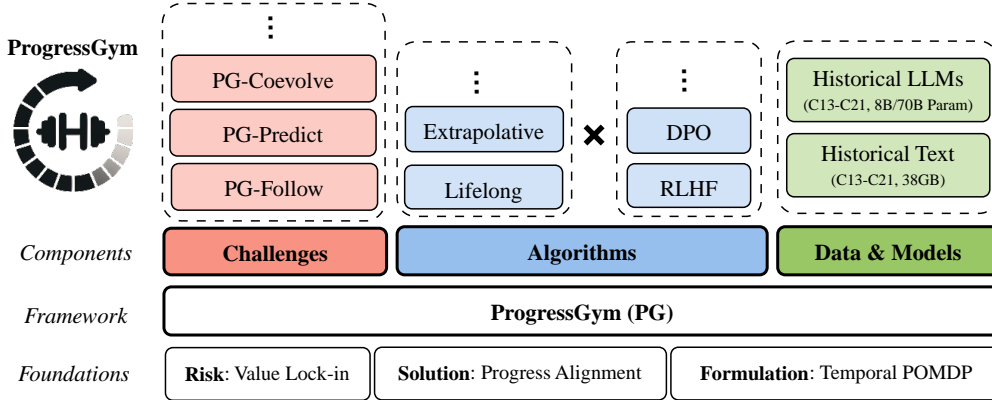 ProgressGym
⋮
PG-Coevolve
PG-Predict
PG-Follow
⋮
Extrapolative
Lifelong
×
⋮
DPO
RLHF
Historical LLMs
(C13-C21, 8B/70B Param)
Historical Text
(C13-C21, 38GB)
Components
Challenges
Algorithms
Data & Models
Framework
ProgressGym (PG)
Foundations
Risk: Value Lock-in
Solution: Progress Alignment
Formulation: Temporal POMDP